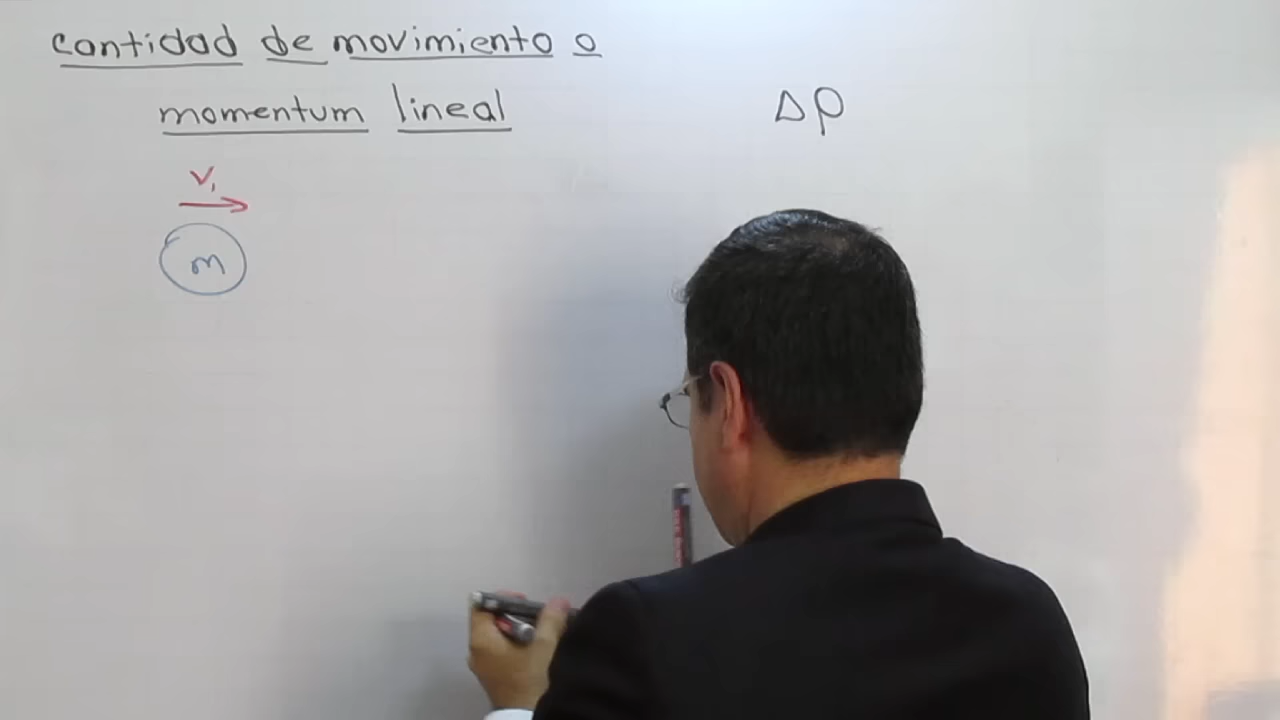 cantidad de movimiento o
momentum lineal
Δp
v₁
m